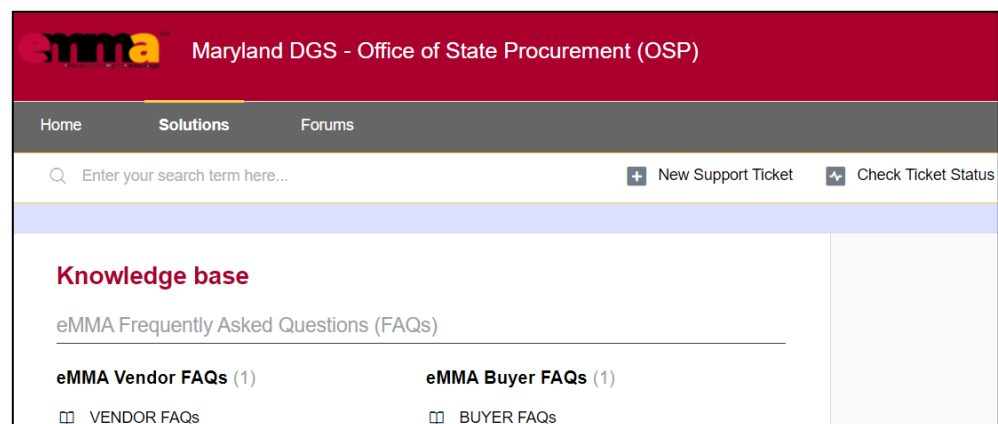 emma
Maryland DGS - Office of State Procurement (OSP)
Home Solutions Forums
Enter your search term here...
New Support Ticket
Check Ticket Status
Knowledge base
eMMA Frequently Asked Questions (FAQs)
eMMA Vendor FAQs (1)
VENDOR FAQs
eMMA Buyer FAQs (1)
BUYER FAQs